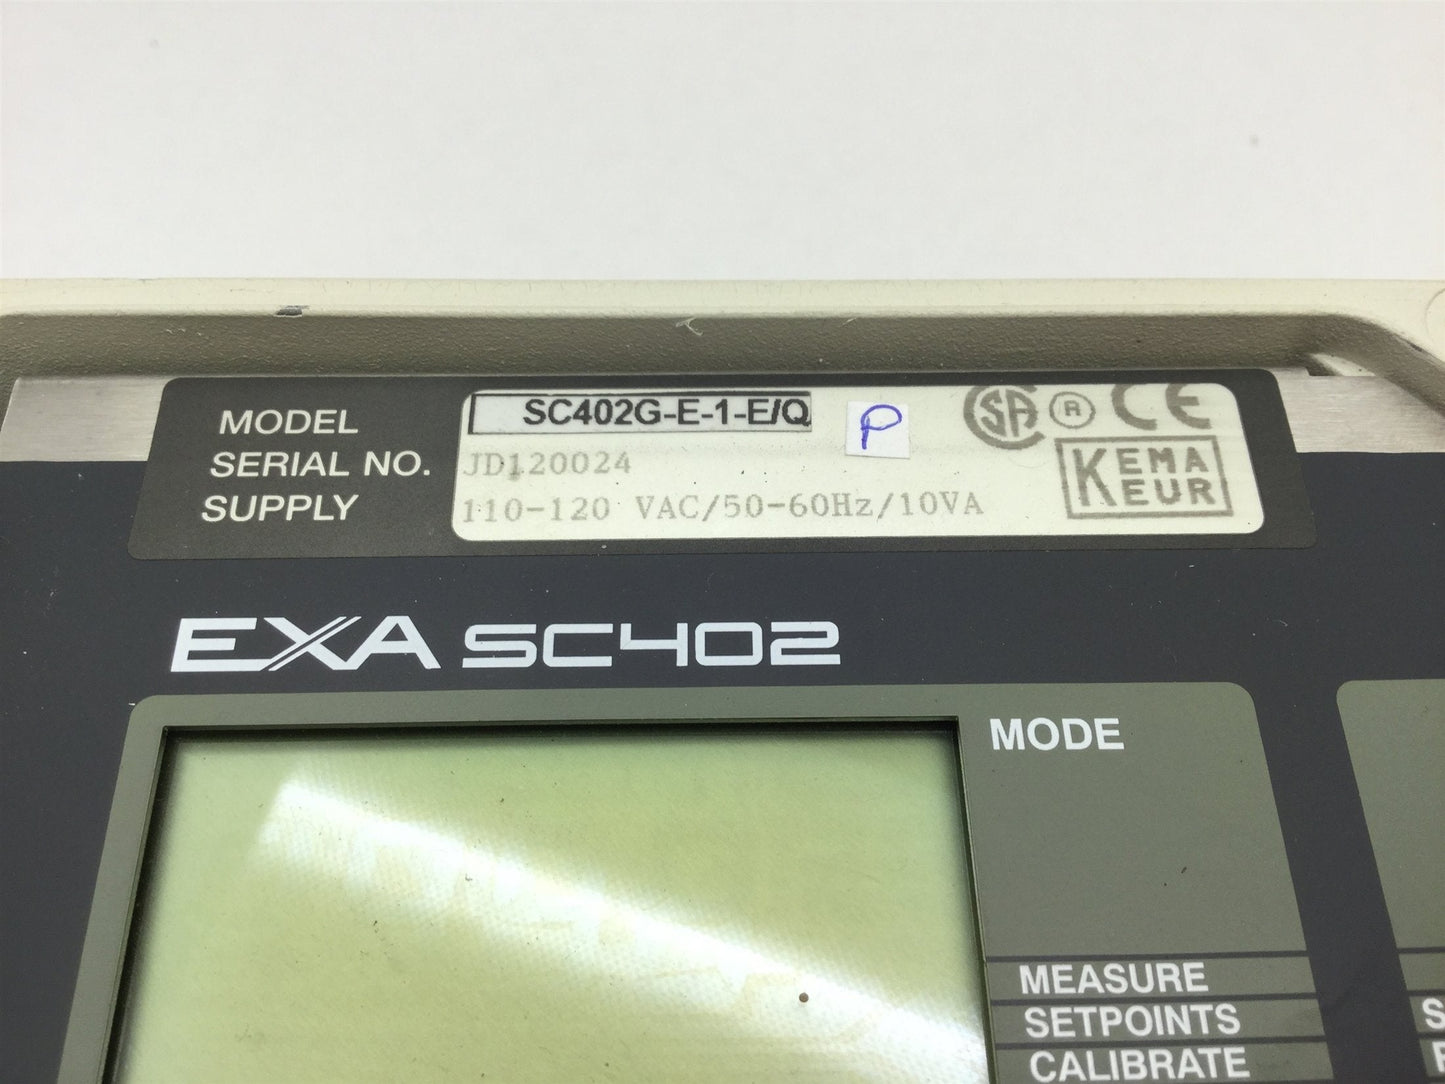 MODEL SC402G-E-1-E/Q P
SERIAL NO. JD120024
SUPPLY 110-120 VAC/50-60Hz/10VA
SA ® CE
KEMA
KEUR
EXA SC402
MODE
MEASURE
SETPOINTS
CALIBRATE